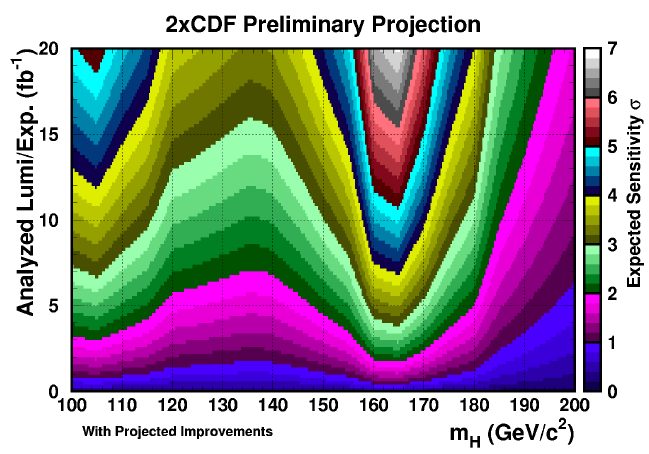 2xCDF Preliminary Projection
Analyzed Lumi/Exp. (fb⁻¹)
20
15
10
5
0
100 110 120 130 140 150 160 170 180 190 200
With Projected Improvements
m_H (GeV/c²)
7
6
5
4
3
2
1
0
Expected Sensitivity σ